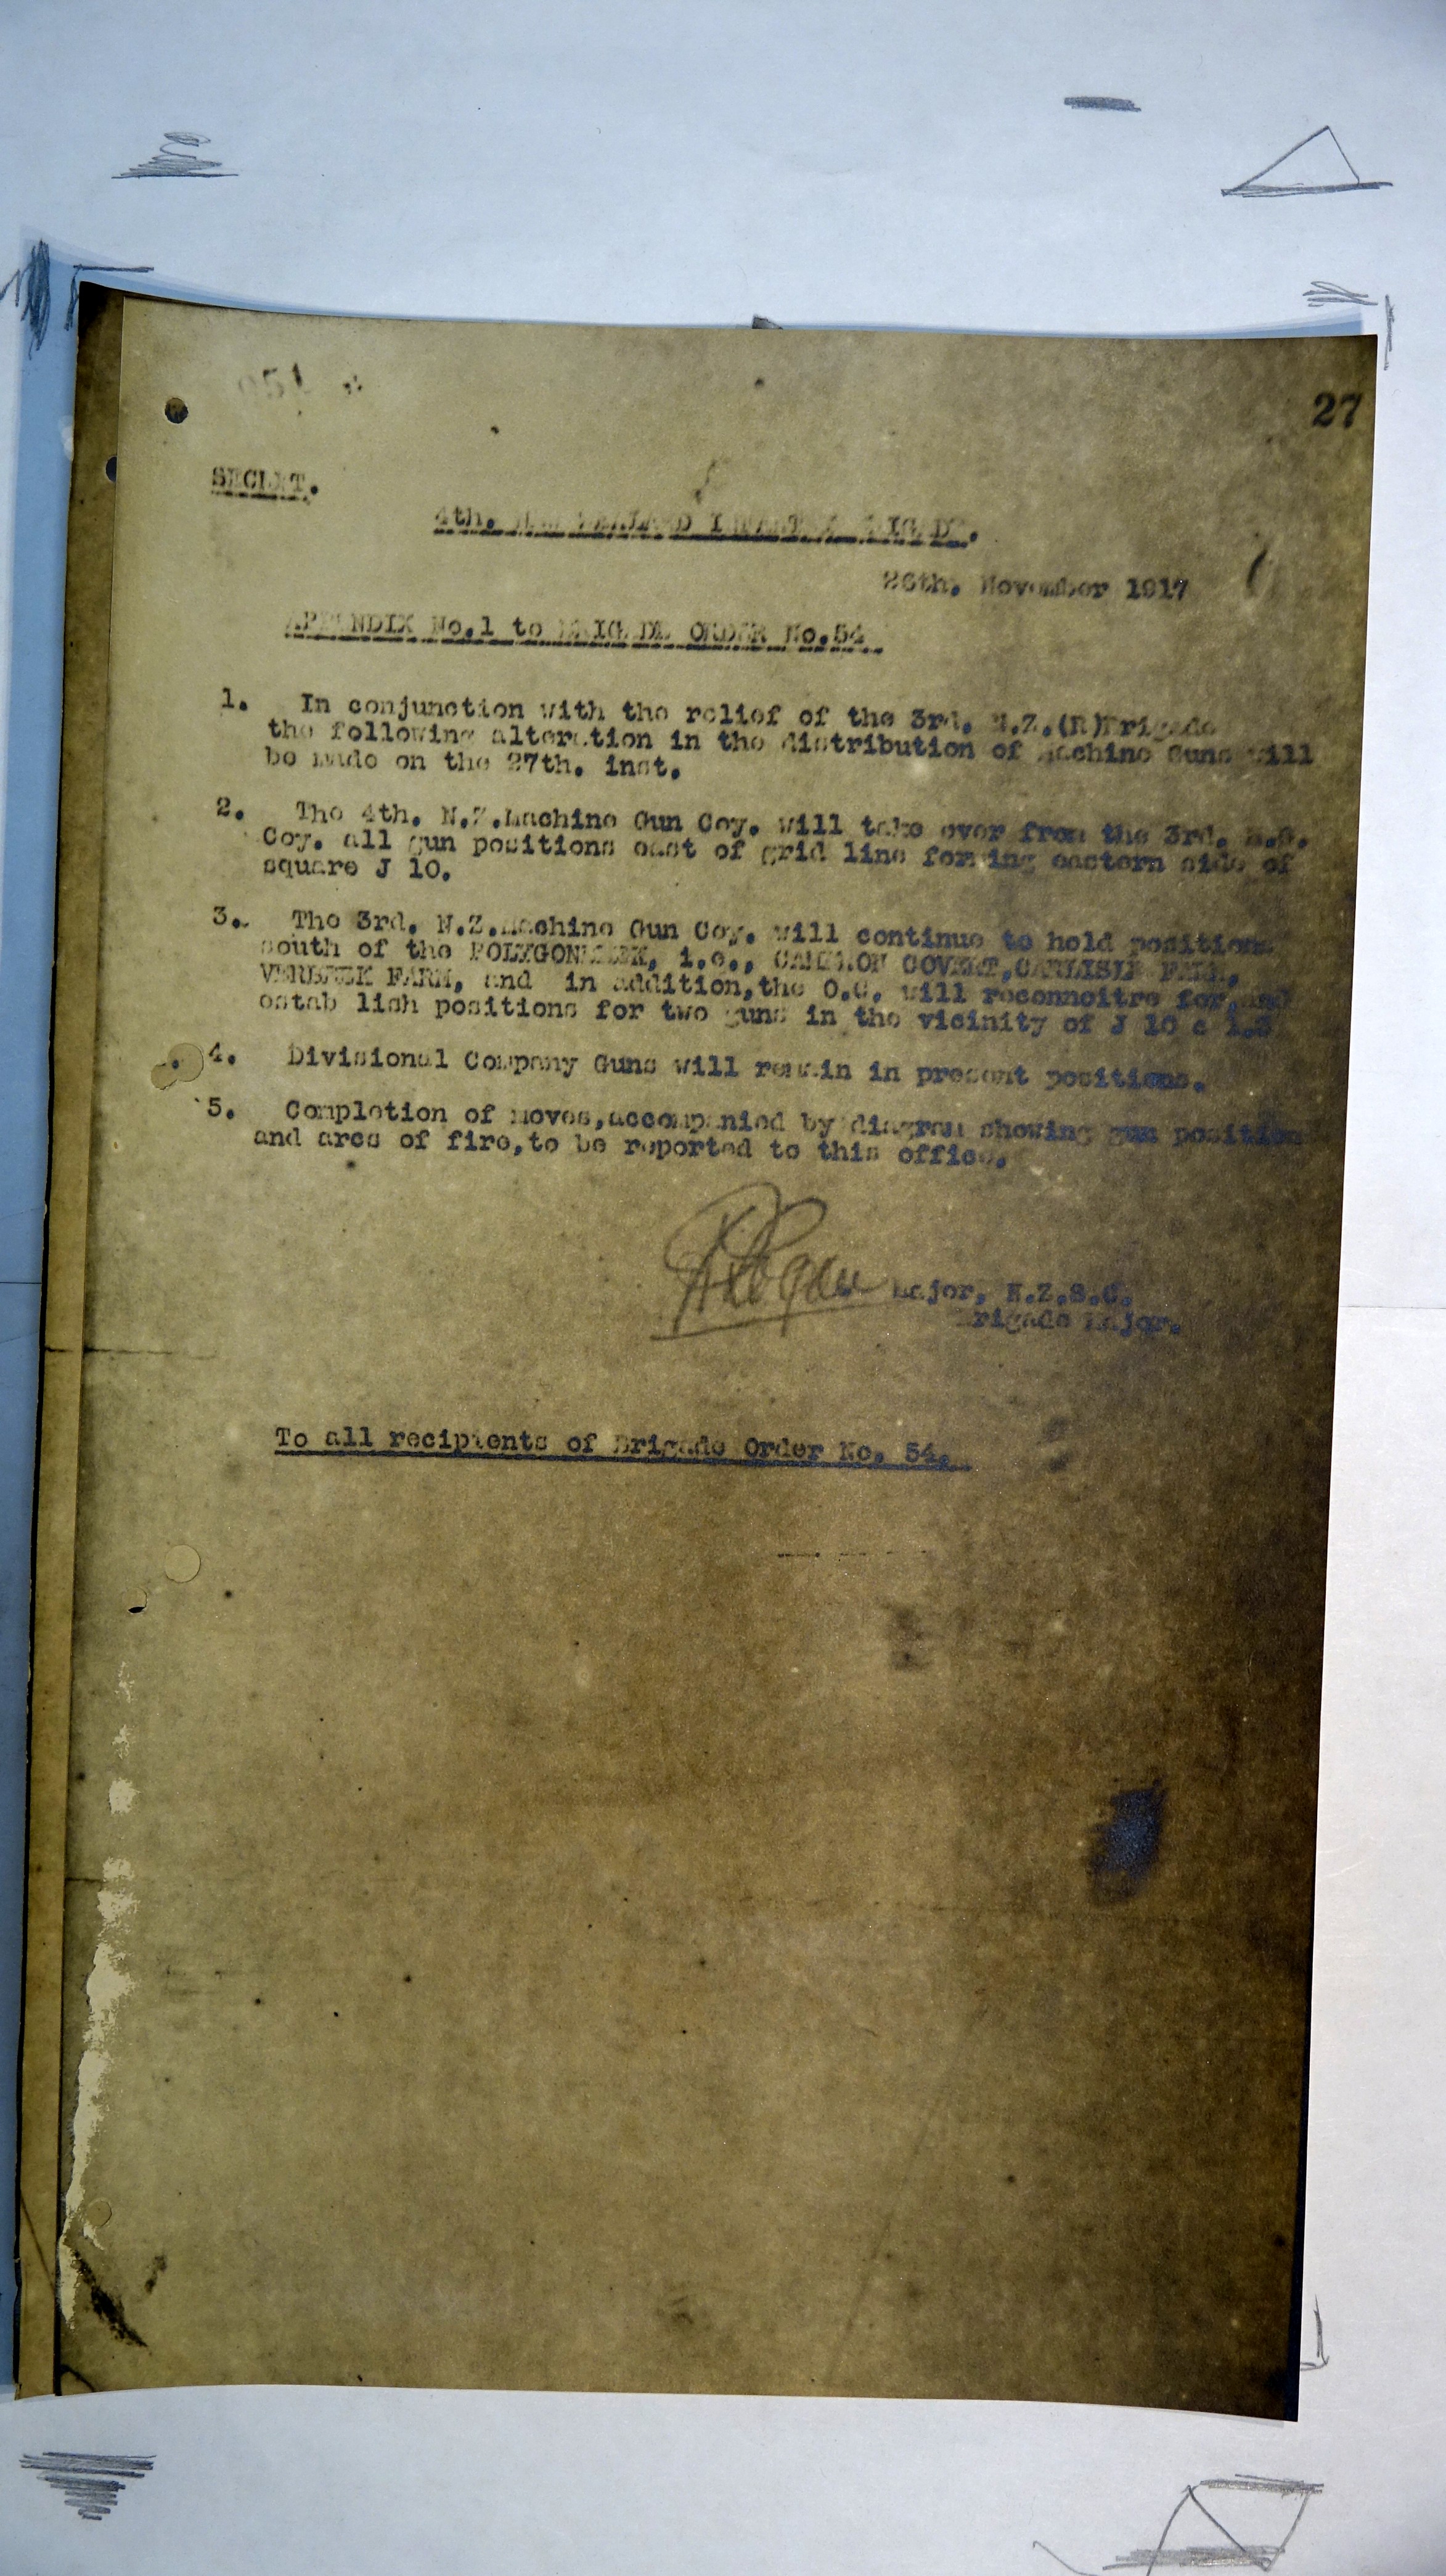 27
SECRET.
4th. NEW ZEALAND INFANTRY BRIGADE.
26th. November 1917
APPENDIX No.1 to BRIGADE ORDER No.54.
1. In conjunction with the relief of the 3rd. N.Z.(R)Brigade
the following alteration in the distribution of Machine Guns will
be made on the 27th. inst.
2. The 4th. N.Z.Machine Gun Coy. will take over from the 3rd. M.G.
Coy. all gun positions east of grid line forming eastern side of
square J 10.
3. The 3rd. N.Z.Machine Gun Coy. will continue to hold positions
south of the POLYGONEBEEK, i.e., CAMERON COVERT,CARLISLE FARM,
VERBEEK FARM, and in addition,the O.C. will reconnoitre for,and
estab lish positions for two guns in the vicinity of J 10 c
4. Divisional Company Guns will remain in present positions.
5. Completion of moves,accompanied by diagram showing gun position
and arcs of fire,to be reported to this office.
Major, N.Z.S.C.
Brigade Major.
To all recipients of Brigade Order No. 54.